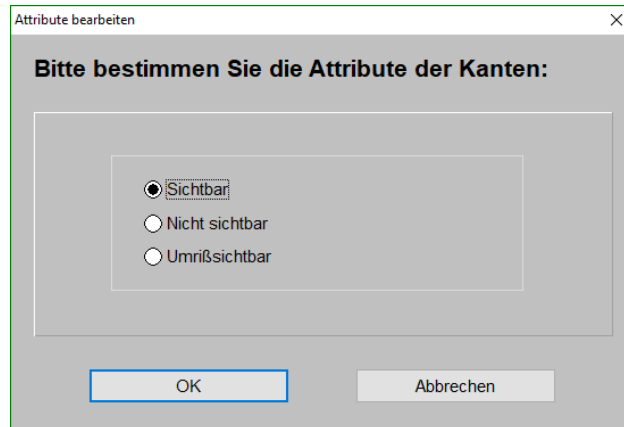 Attribute bearbeiten
Bitte bestimmen Sie die Attribute der Kanten:
Sichtbar
Nicht sichtbar
Umrißsichtbar
OK
Abbrechen